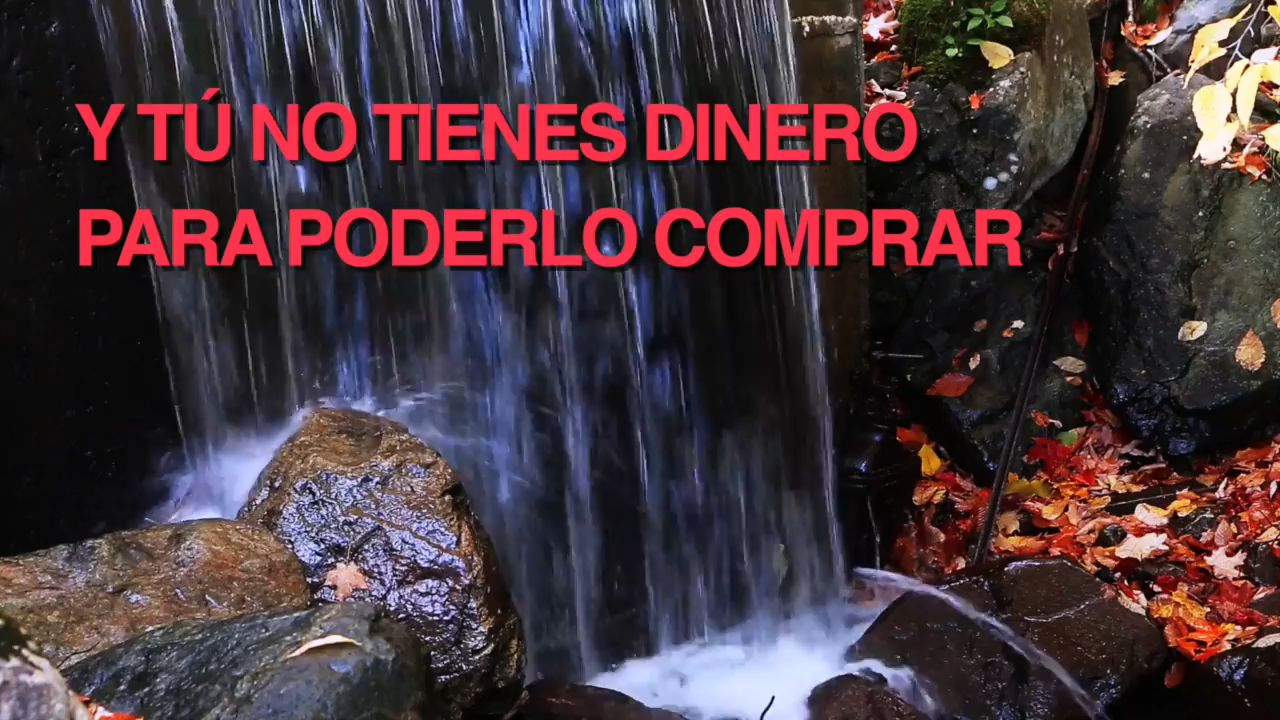 Y TÚ NO TIENES DINERO
PARA PODERLO COMPRAR